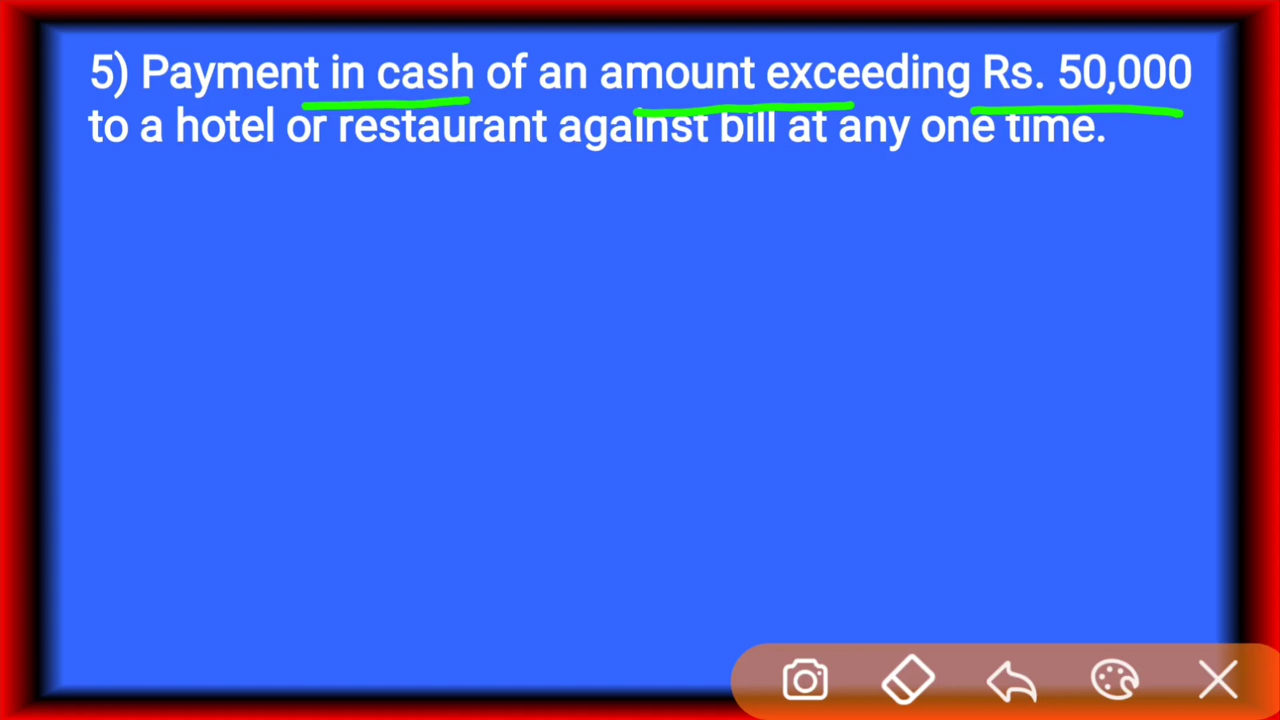 5) Payment in cash of an amount exceeding Rs. 50,000
to a hotel or restaurant against bill at any one time.